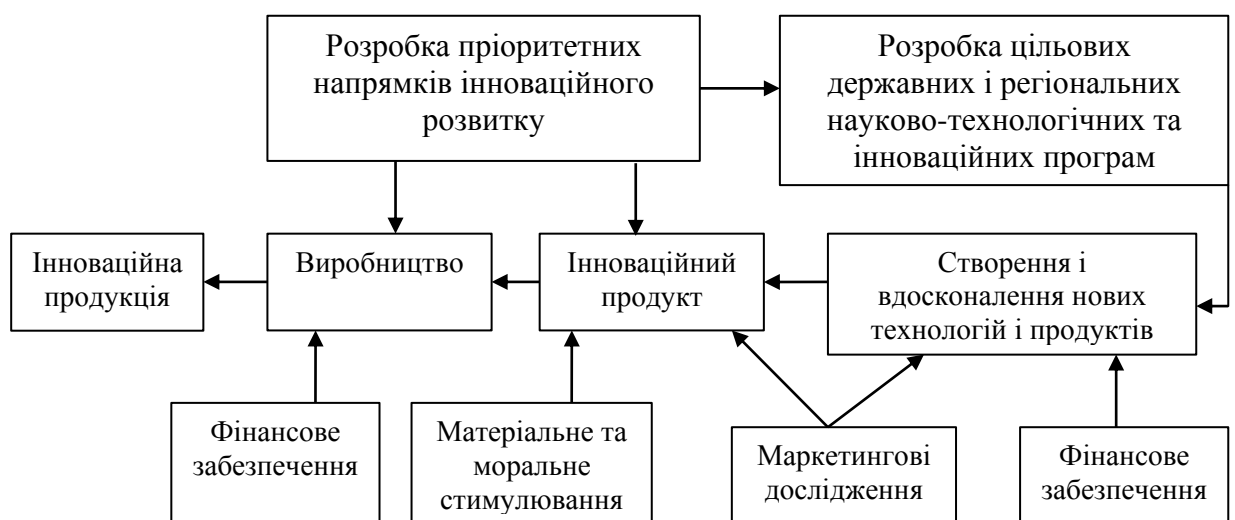 Розробка пріоритетних
напрямків інноваційного
розвитку
Розробка цільових
державних і регіональних
науково-технологічних та
інноваційних програм
Інноваційна
продукція
Виробництво
Інноваційний
продукт
Створення і
вдосконалення нових
технологій і продуктів
Фінансове
забезпечення
Матеріальне та
моральне
стимулювання
Маркетингові
дослідження
Фінансове
забезпечення